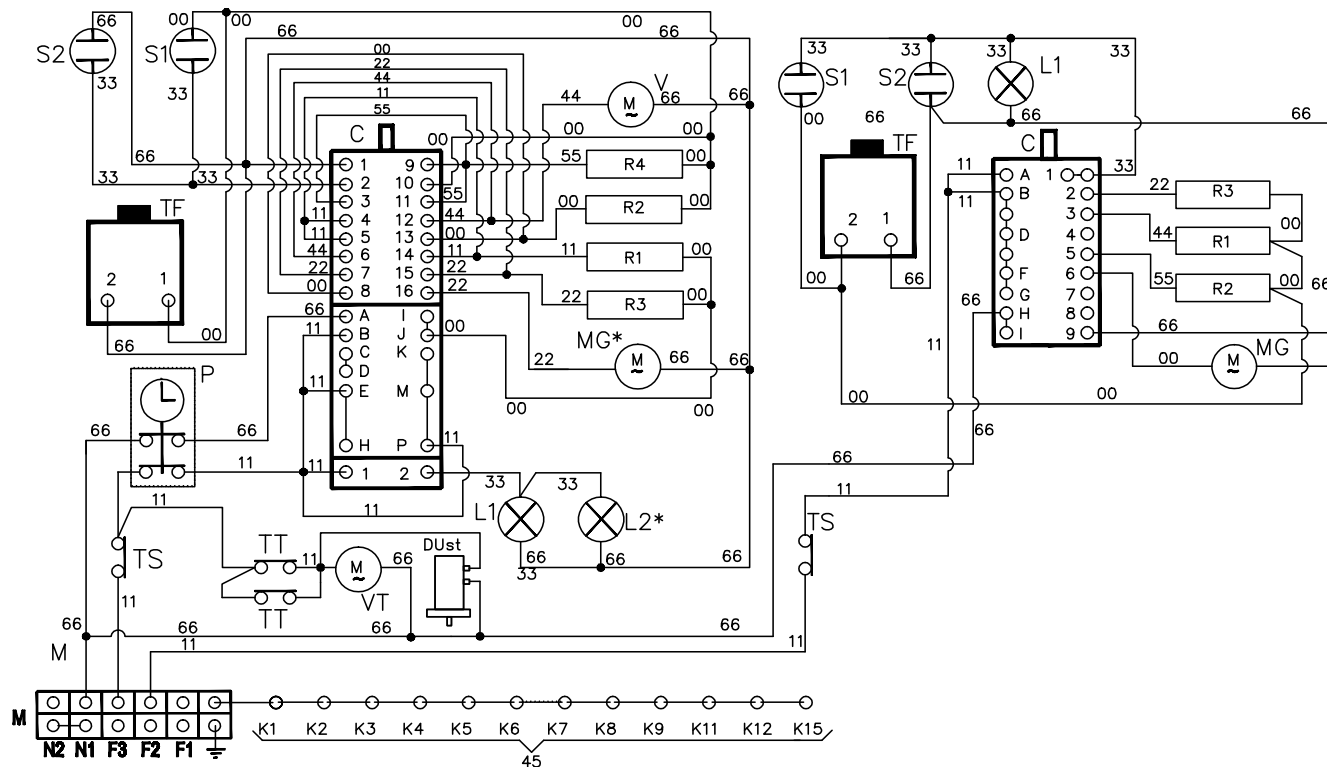 66 00 00 00 66 33
S2 S1 66 00 22 44 11 55 V S1 S2 33 33 33 L1
33 33 44 M ~ 66 66 00 66 66
C 00 00 00 66 TF C
66 1 9 55 R4 00 11 A 1 33
33 33 2 10 55 11 B 2 22 R3
3 11 00 R2 00 3 44 R1 00
TF 11 4 12 44 2 1 D 4
11 5 13 00 5 55 R2 00
44 6 14 11 11 R1 00 F 6
2 1 22 7 15 22 00 66 G 7 66
00 8 16 22 22 R3 00 66 H 8
66 A I I 9 66
00 11 B J 00 MG* 11
66 C K M ~ 66 66 00 M ~ MG
D 22
P 11 E M 00 00 00 00
66 66 H P 11 66
11 11 1 2 33 33 66
11 11 L1 L2* 11
TS TT 11 M ~ 66 DUst 66 33 66 66 TS
11 TT VT
66 66 66 66
M 11 11
M
N2 N1 F3 F2 F1 K1 K2 K3 K4 K5 K6 K7 K8 K9 K11 K12 K15
45